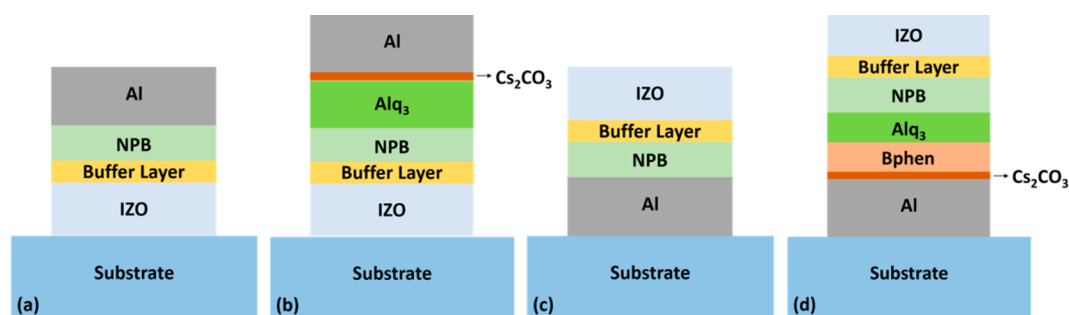 Al
NPB
Buffer Layer
IZO
Substrate
(a)
Al
Cs₂CO₃
Alq₃
NPB
Buffer Layer
IZO
Substrate
(b)
IZO
Buffer Layer
NPB
Al
Substrate
(c)
IZO
Buffer Layer
NPB
Alq₃
Bphen
Cs₂CO₃
Al
Substrate
(d)